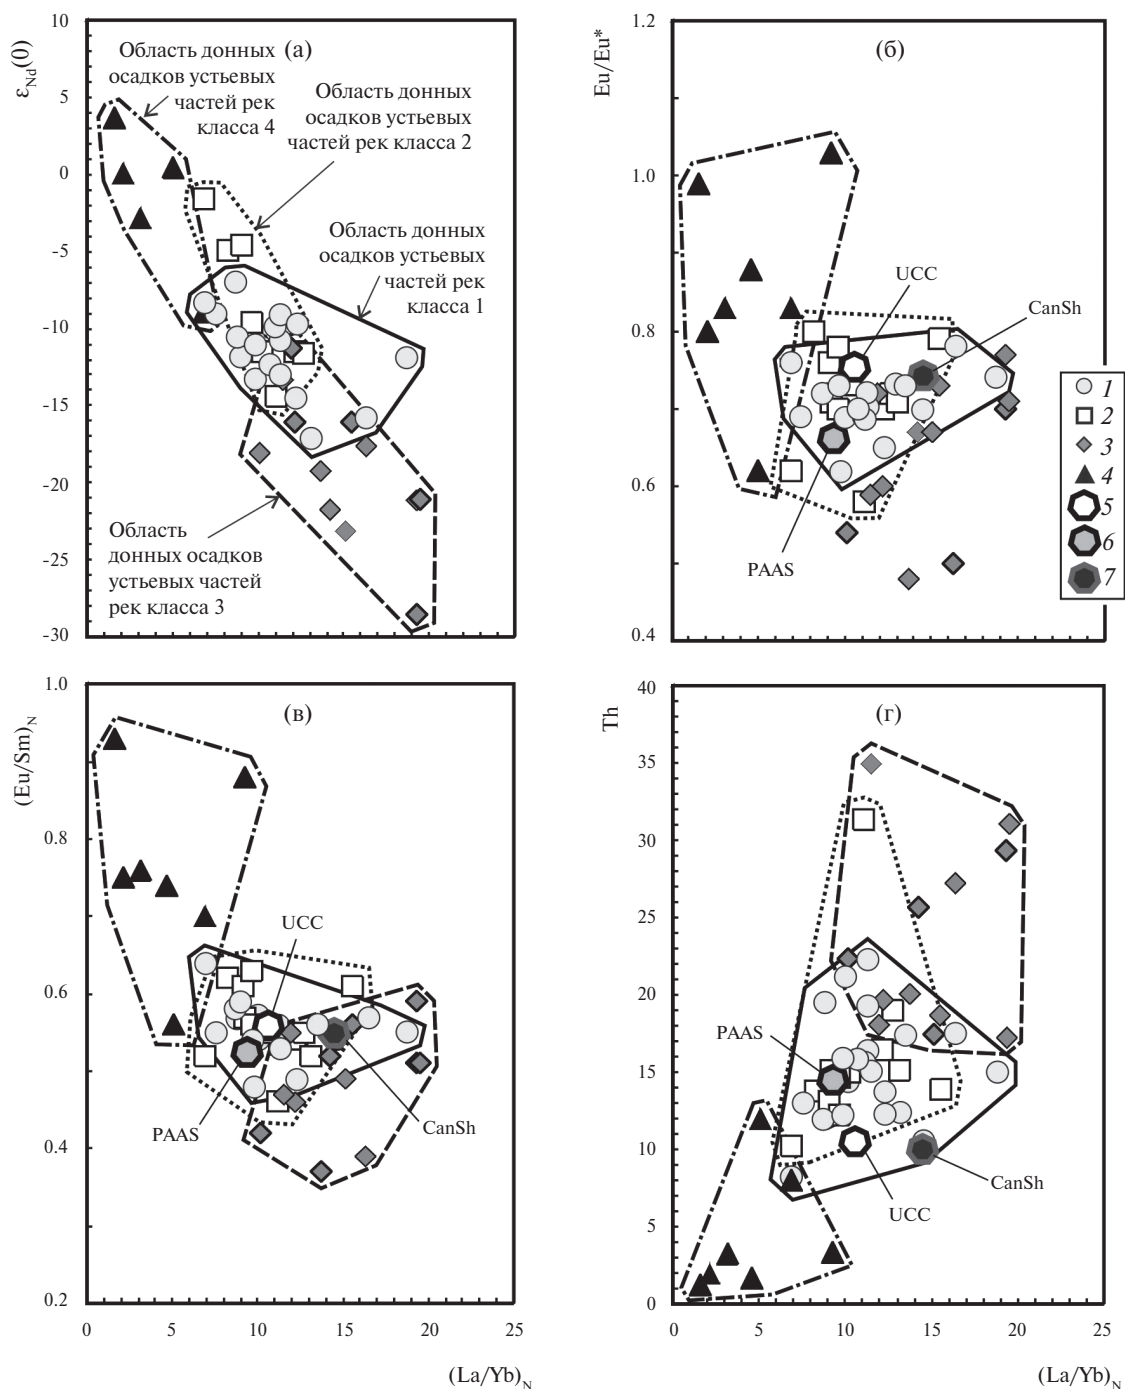 10
5
0
-5
-10
-15
-20
-25
-30
εNd(0)
(а)
Область донных
осадков устьевых
частей рек
класса 4
Область донных
осадков устьевых
частей рек класса 2
Область донных
осадков устьевых
частей рек
класса 1
Область
донных осадков
устьевых частей
рек класса 3
1.2
1.0
0.8
0.6
0.4
Eu/Eu*
(б)
UCC
CanSh
PAAS
1
2
3
4
5
6
7
1.0
0.8
0.6
0.4
0.2
(Eu/Sm)N
(в)
UCC
PAAS
CanSh
0 5 10 15 20 25
(La/Yb)N
40
35
30
25
20
15
10
5
0
Th
(г)
PAAS
CanSh
UCC
0 5 10 15 20 25
(La/Yb)N